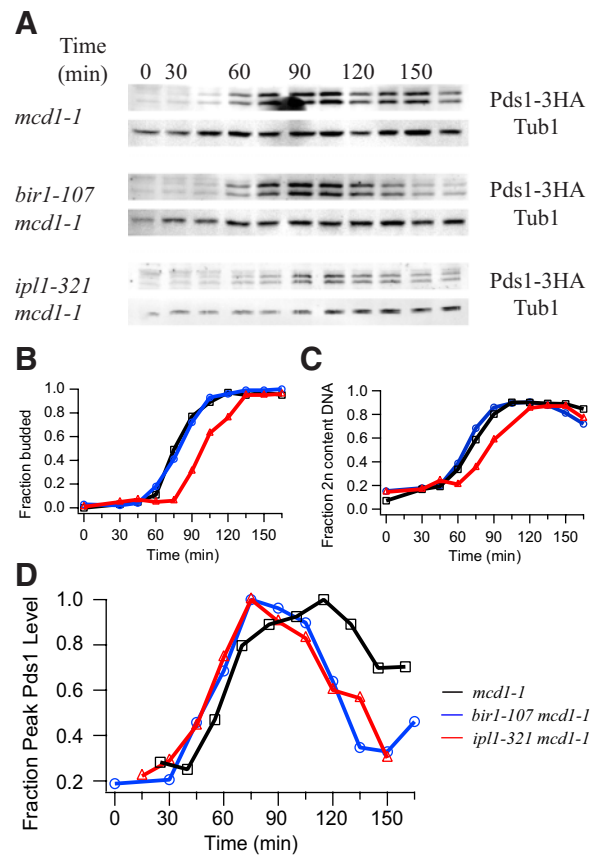 A
Time
(min)
0 30 60 90 120 150
mcd1-1
Pds1-3HA
Tub1
bir1-107
mcd1-1
Pds1-3HA
Tub1
ipl1-321
mcd1-1
Pds1-3HA
Tub1
B
Fraction budded
1.0
0.8
0.6
0.4
0.2
0.0
0 30 60 90 120 150
Time (min)
C
Fraction 2n content DNA
1.0
0.8
0.6
0.4
0.2
0.0
0 30 60 90 120 150
Time (min)
D
Fraction Peak Pds1 Level
1.0
0.8
0.6
0.4
0.2
0 30 60 90 120 150
Time (min)
mcd1-1
bir1-107 mcd1-1
ipl1-321 mcd1-1